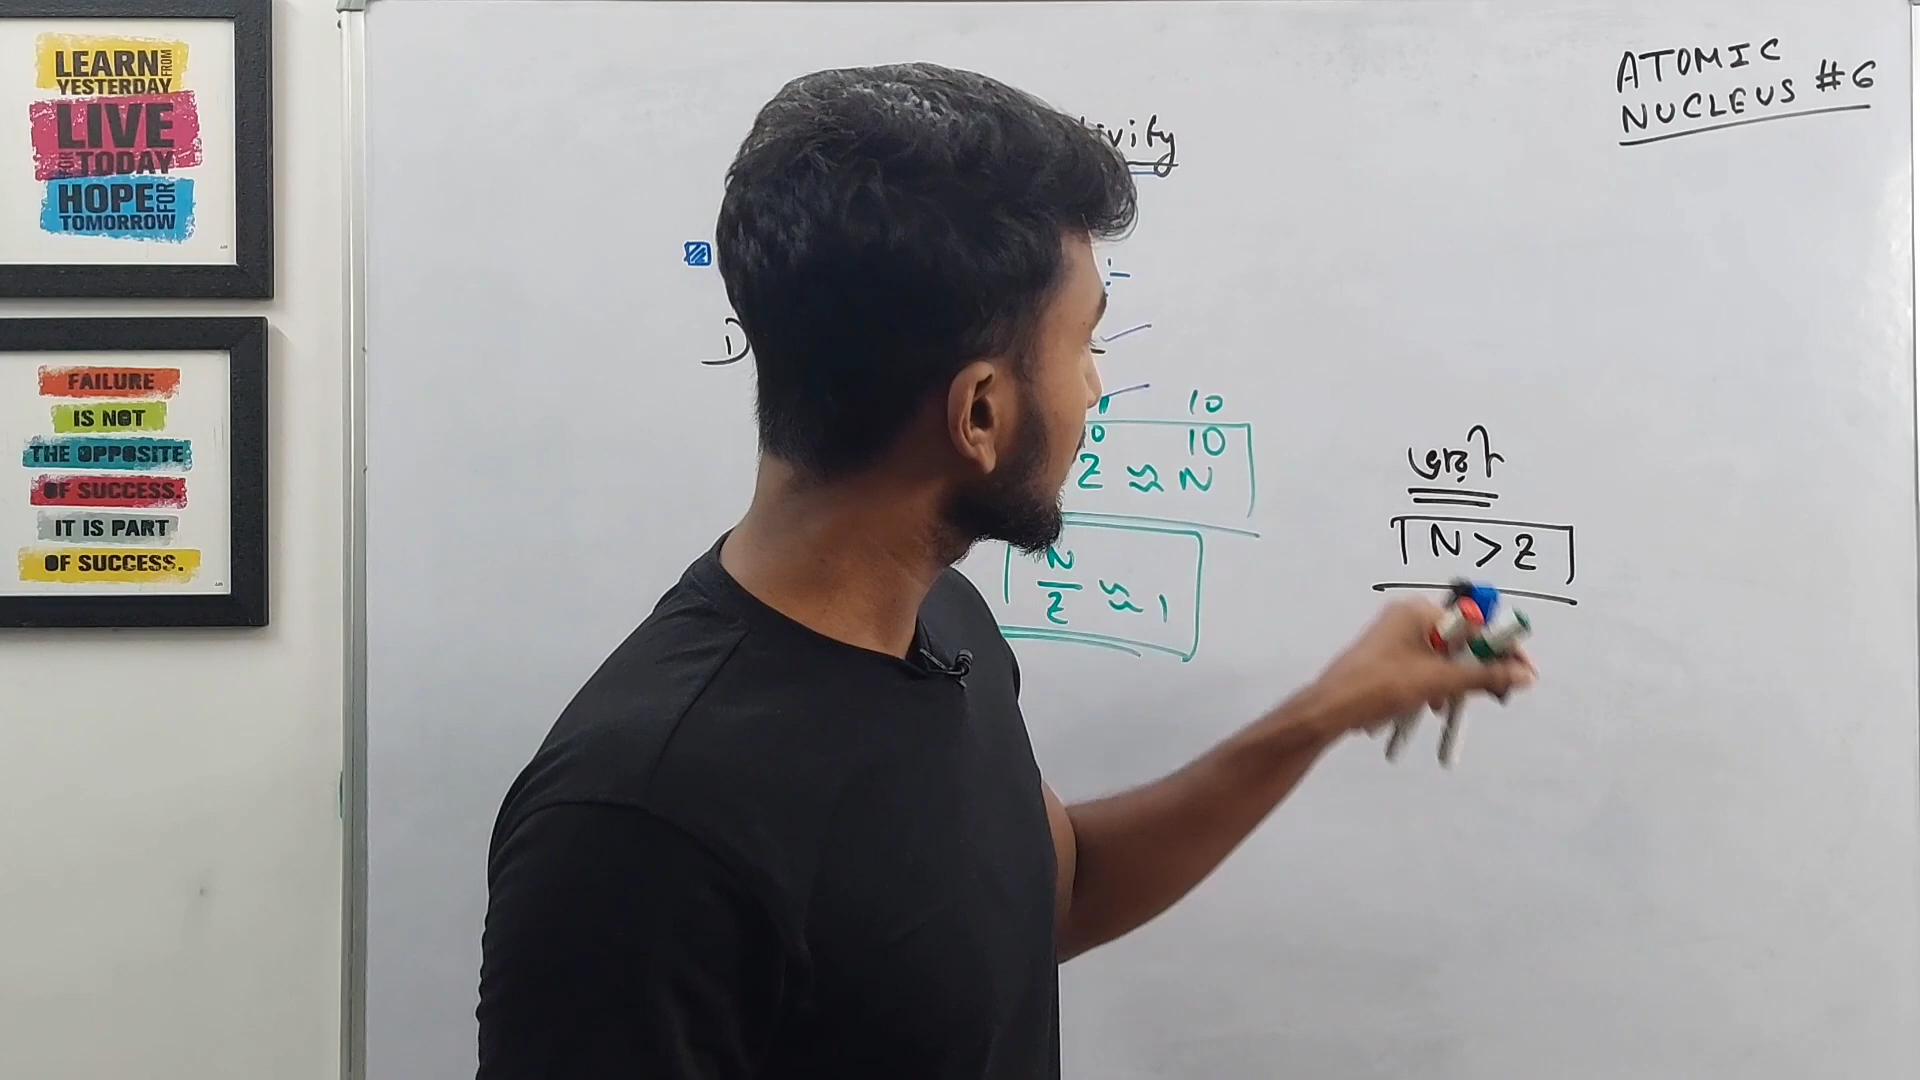 LEARN FROM
YESTERDAY
LIVE
FOR TODAY
HOPE FOR
TOMORROW
FAILURE
IS NOT
THE OPPOSITE
OF SUCCESS.
IT IS PART
OF SUCCESS.
ATOMIC
NUCLEUS #6
D
10
10
Z ≈ N
N/Z ≈ 1
N > Z